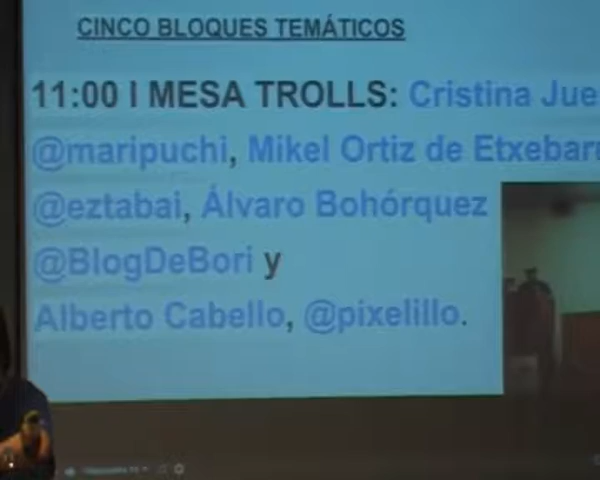 CINCO BLOQUES TEMÁTICOS
11:00 I MESA TROLLS: Cristina Jue
@maripuchi, Mikel Ortiz de Etxebar
@eztabai, Álvaro Bohórquez
@BlogDeBori y
Alberto Cabello, @pixelillo.